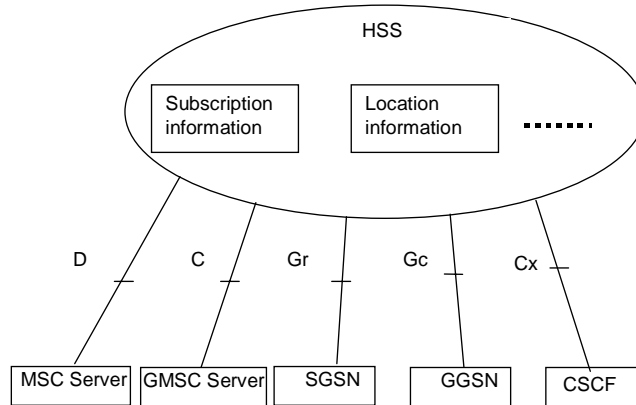 HSS
Subscription
information
Location
information
D
C
Gr
Gc
Cx
MSC Server
GMSC Server
SGSN
GGSN
CSCF